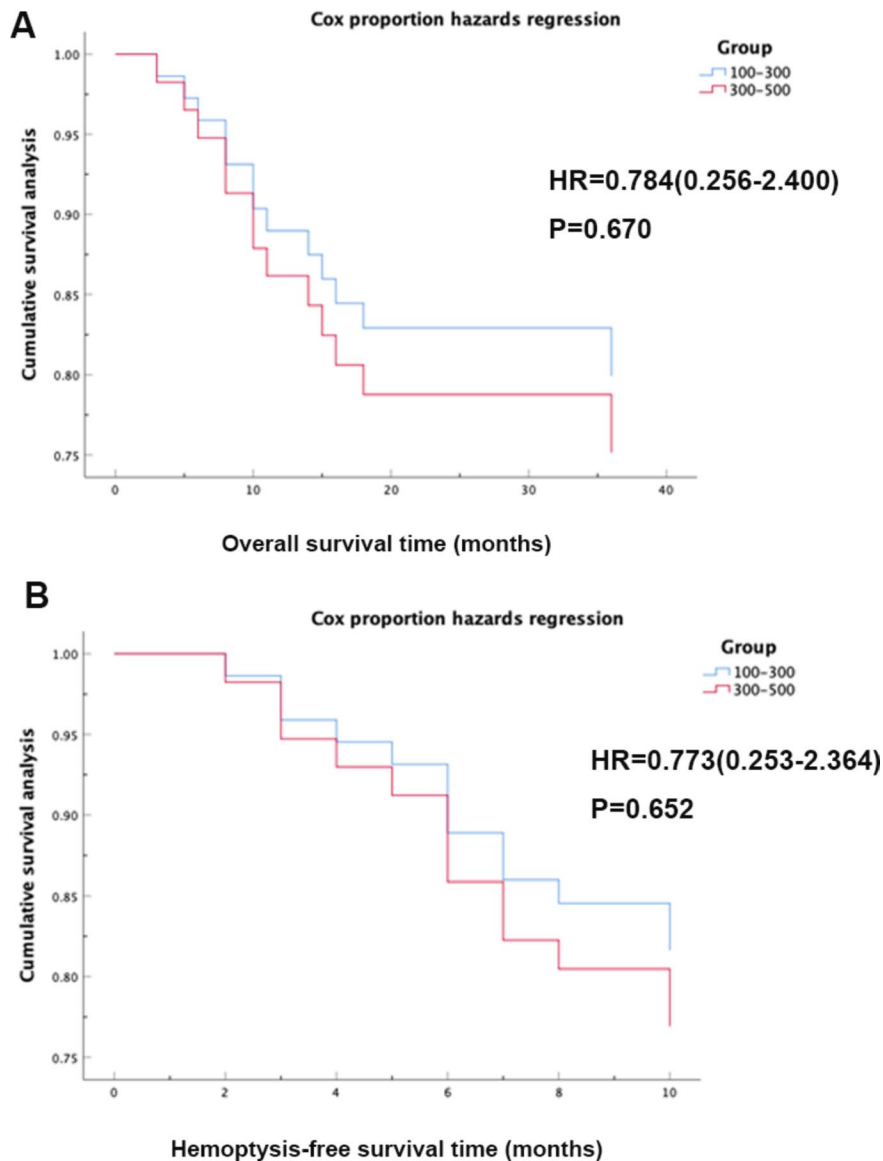 A
Cox proportion hazards regression
Group
100-300
300-500
HR=0.784(0.256-2.400)
P=0.670
Cumulative survival analysis
1.00
0.95
0.90
0.85
0.80
0.75
0 10 20 30 40
Overall survival time (months)
B
Cox proportion hazards regression
Group
100-300
300-500
HR=0.773(0.253-2.364)
P=0.652
Cumulative survival analysis
1.00
0.95
0.90
0.85
0.80
0.75
0 2 4 6 8 10
Hemoptysis-free survival time (months)